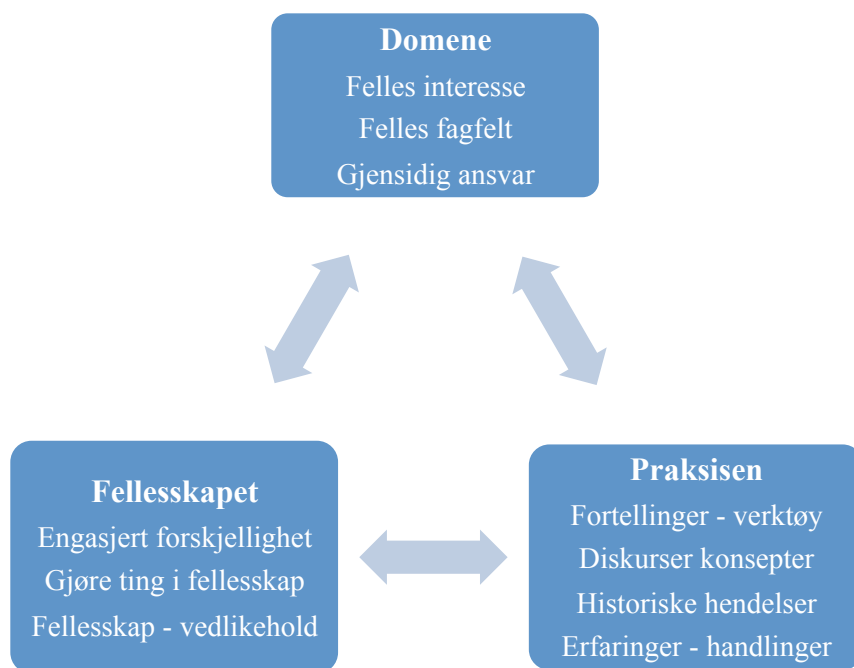 Domene
Felles interesse
Felles fagfelt
Gjensidig ansvar
Fellesskapet
Engasjert forskjellighet
Gjøre ting i fellesskap
Fellesskap - vedlikehold
Praksisen
Fortellinger - verktøy
Diskurser konsepter
Historiske hendelser
Erfaringer - handlinger